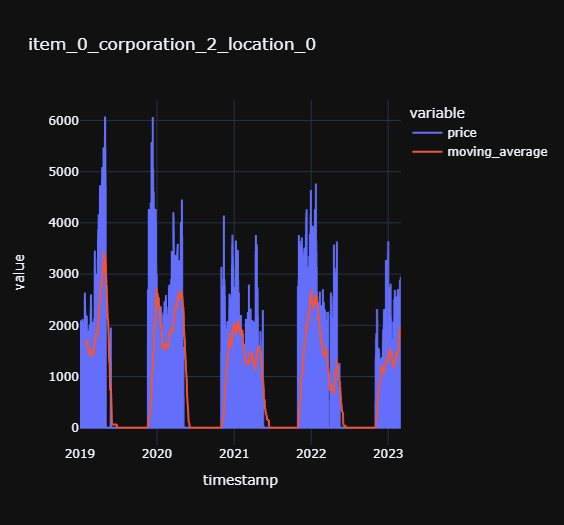 item_0_corporation_2_location_0
variable
price
moving_average
6000
5000
4000
3000
2000
1000
0
value
2019 2020 2021 2022 2023
timestamp